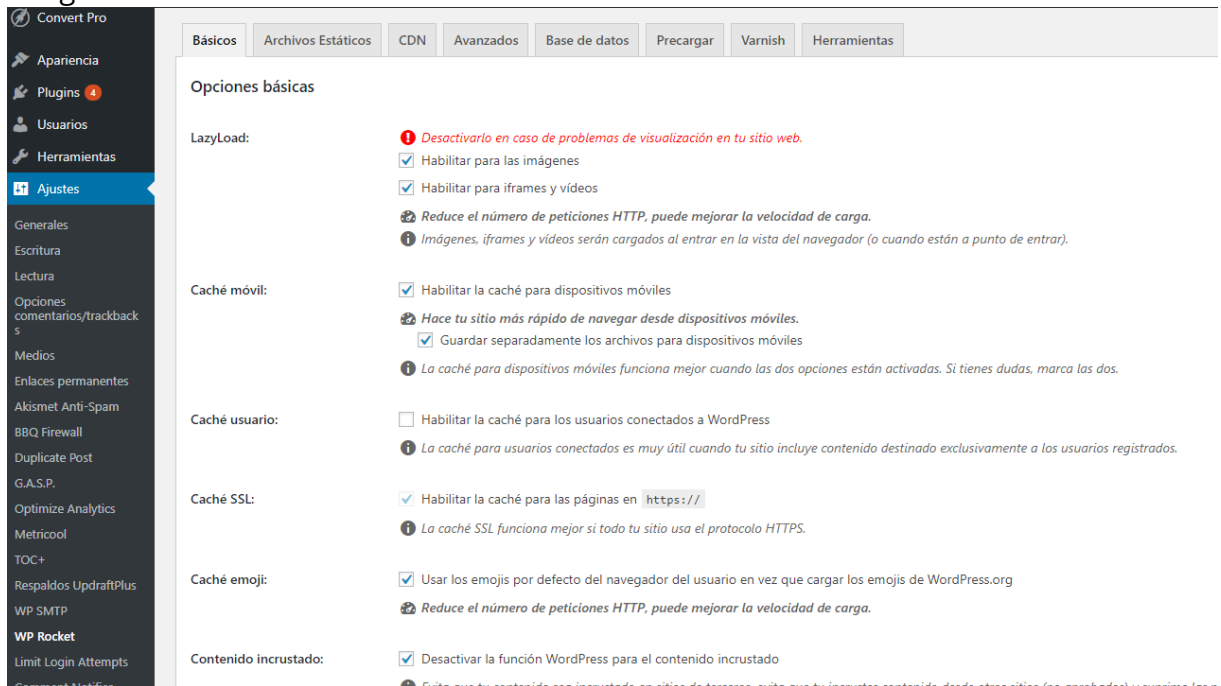 Convert Pro
Apariencia
Plugins 4
Usuarios
Herramientas
Ajustes
Generales
Escritura
Lectura
Opciones
comentarios/trackback
s
Medios
Enlaces permanentes
Akismet Anti-Spam
BBQ Firewall
Duplicate Post
G.A.S.P.
Optimize Analytics
Metricool
TOC+
Respaldos UpdraftPlus
WP SMTP
WP Rocket
Limit Login Attempts
Básicos Archivos Estáticos CDN Avanzados Base de datos Precargar Varnish Herramientas
Opciones básicas
LazyLoad:
Desactivarlo en caso de problemas de visualización en tu sitio web.
Habilitar para las imágenes
Habilitar para iframes y vídeos
Reduce el número de peticiones HTTP, puede mejorar la velocidad de carga.
Imágenes, iframes y vídeos serán cargados al entrar en la vista del navegador (o cuando están a punto de entrar).
Caché móvil:
Habilitar la caché para dispositivos móviles
Hace tu sitio más rápido de navegar desde dispositivos móviles.
Guardar separadamente los archivos para dispositivos móviles
La caché para dispositivos móviles funciona mejor cuando las dos opciones están activadas. Si tienes dudas, marca las dos.
Caché usuario:
Habilitar la caché para los usuarios conectados a WordPress
La caché para usuarios conectados es muy útil cuando tu sitio incluye contenido destinado exclusivamente a los usuarios registrados.
Caché SSL:
Habilitar la caché para las páginas en https://
La caché SSL funciona mejor si todo tu sitio usa el protocolo HTTPS.
Caché emoji:
Usar los emojis por defecto del navegador del usuario en vez que cargar los emojis de WordPress.org
Reduce el número de peticiones HTTP, puede mejorar la velocidad de carga.
Contenido incrustado:
Desactivar la función WordPress para el contenido incrustado